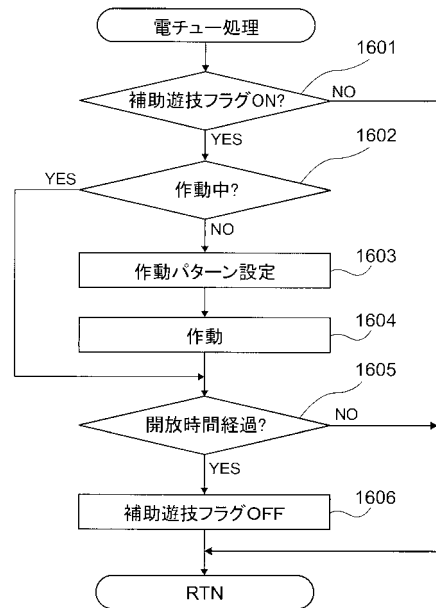 電チュー処理
1601
補助遊技フラグON?
NO
YES
1602
YES
作動中?
NO
1603
作動パターン設定
1604
作動
1605
開放時間経過?
NO
YES
1606
補助遊技フラグOFF
RTN